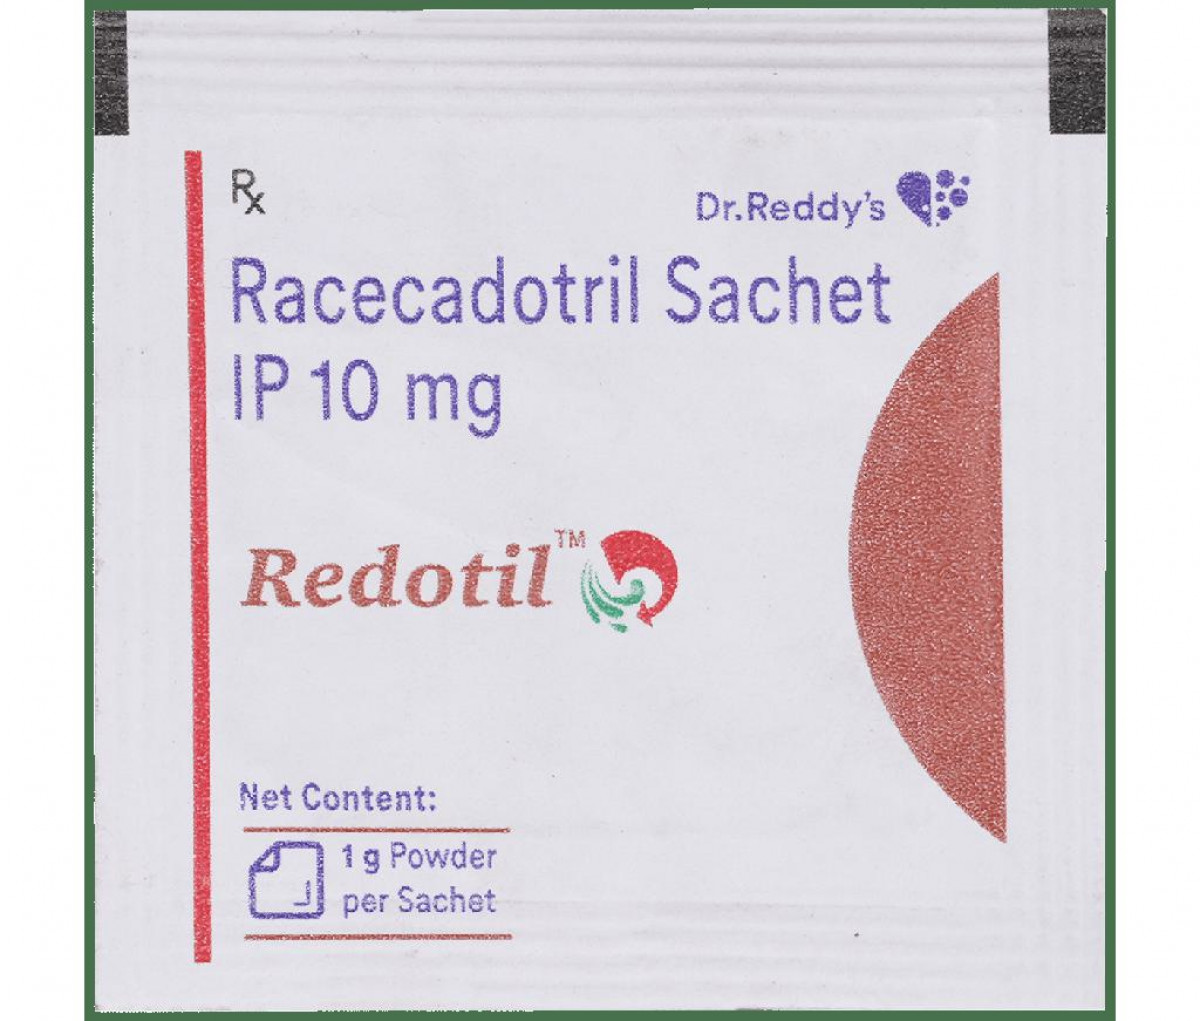 Rx
Dr.Reddy's
Racecadotril Sachet
IP 10 mg
Redotil™
Net Content:
1 g Powder
per Sachet